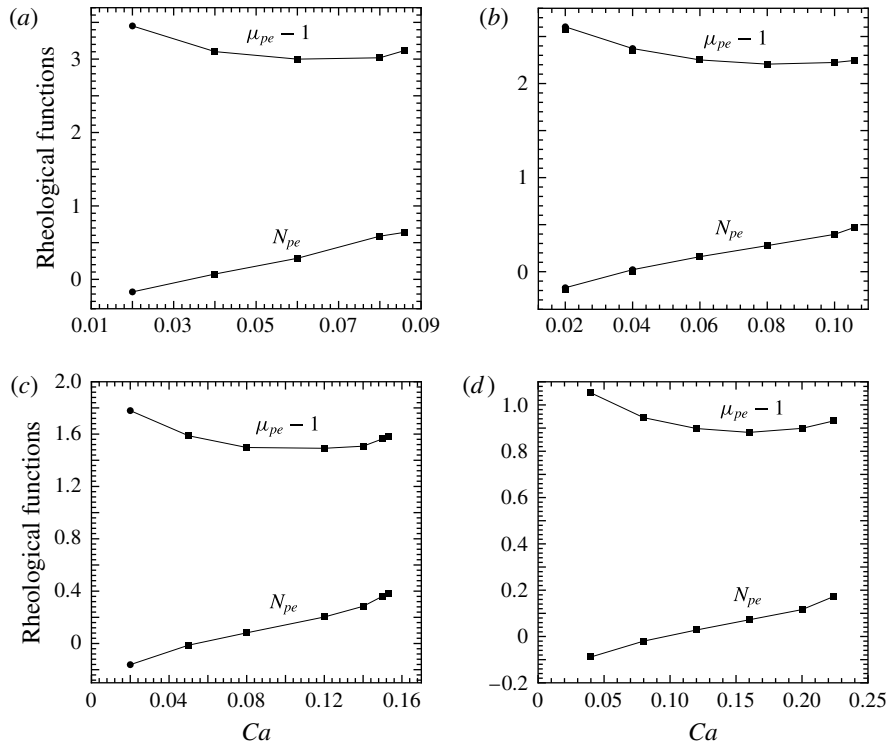 (a)
3
2
1
0
0.01 0.03 0.05 0.07 0.09
Rheological functions
μpe – 1
Npe
(b)
2
1
0
0.02 0.04 0.06 0.08 0.10
μpe – 1
Npe
(c)
2.0
1.6
1.2
0.8
0.4
0
0 0.04 0.08 0.12 0.16
Rheological functions
μpe – 1
Npe
Ca
(d)
1.0
0.8
0.6
0.4
0.2
0
–0.2
0 0.05 0.10 0.15 0.20 0.25
μpe – 1
Npe
Ca